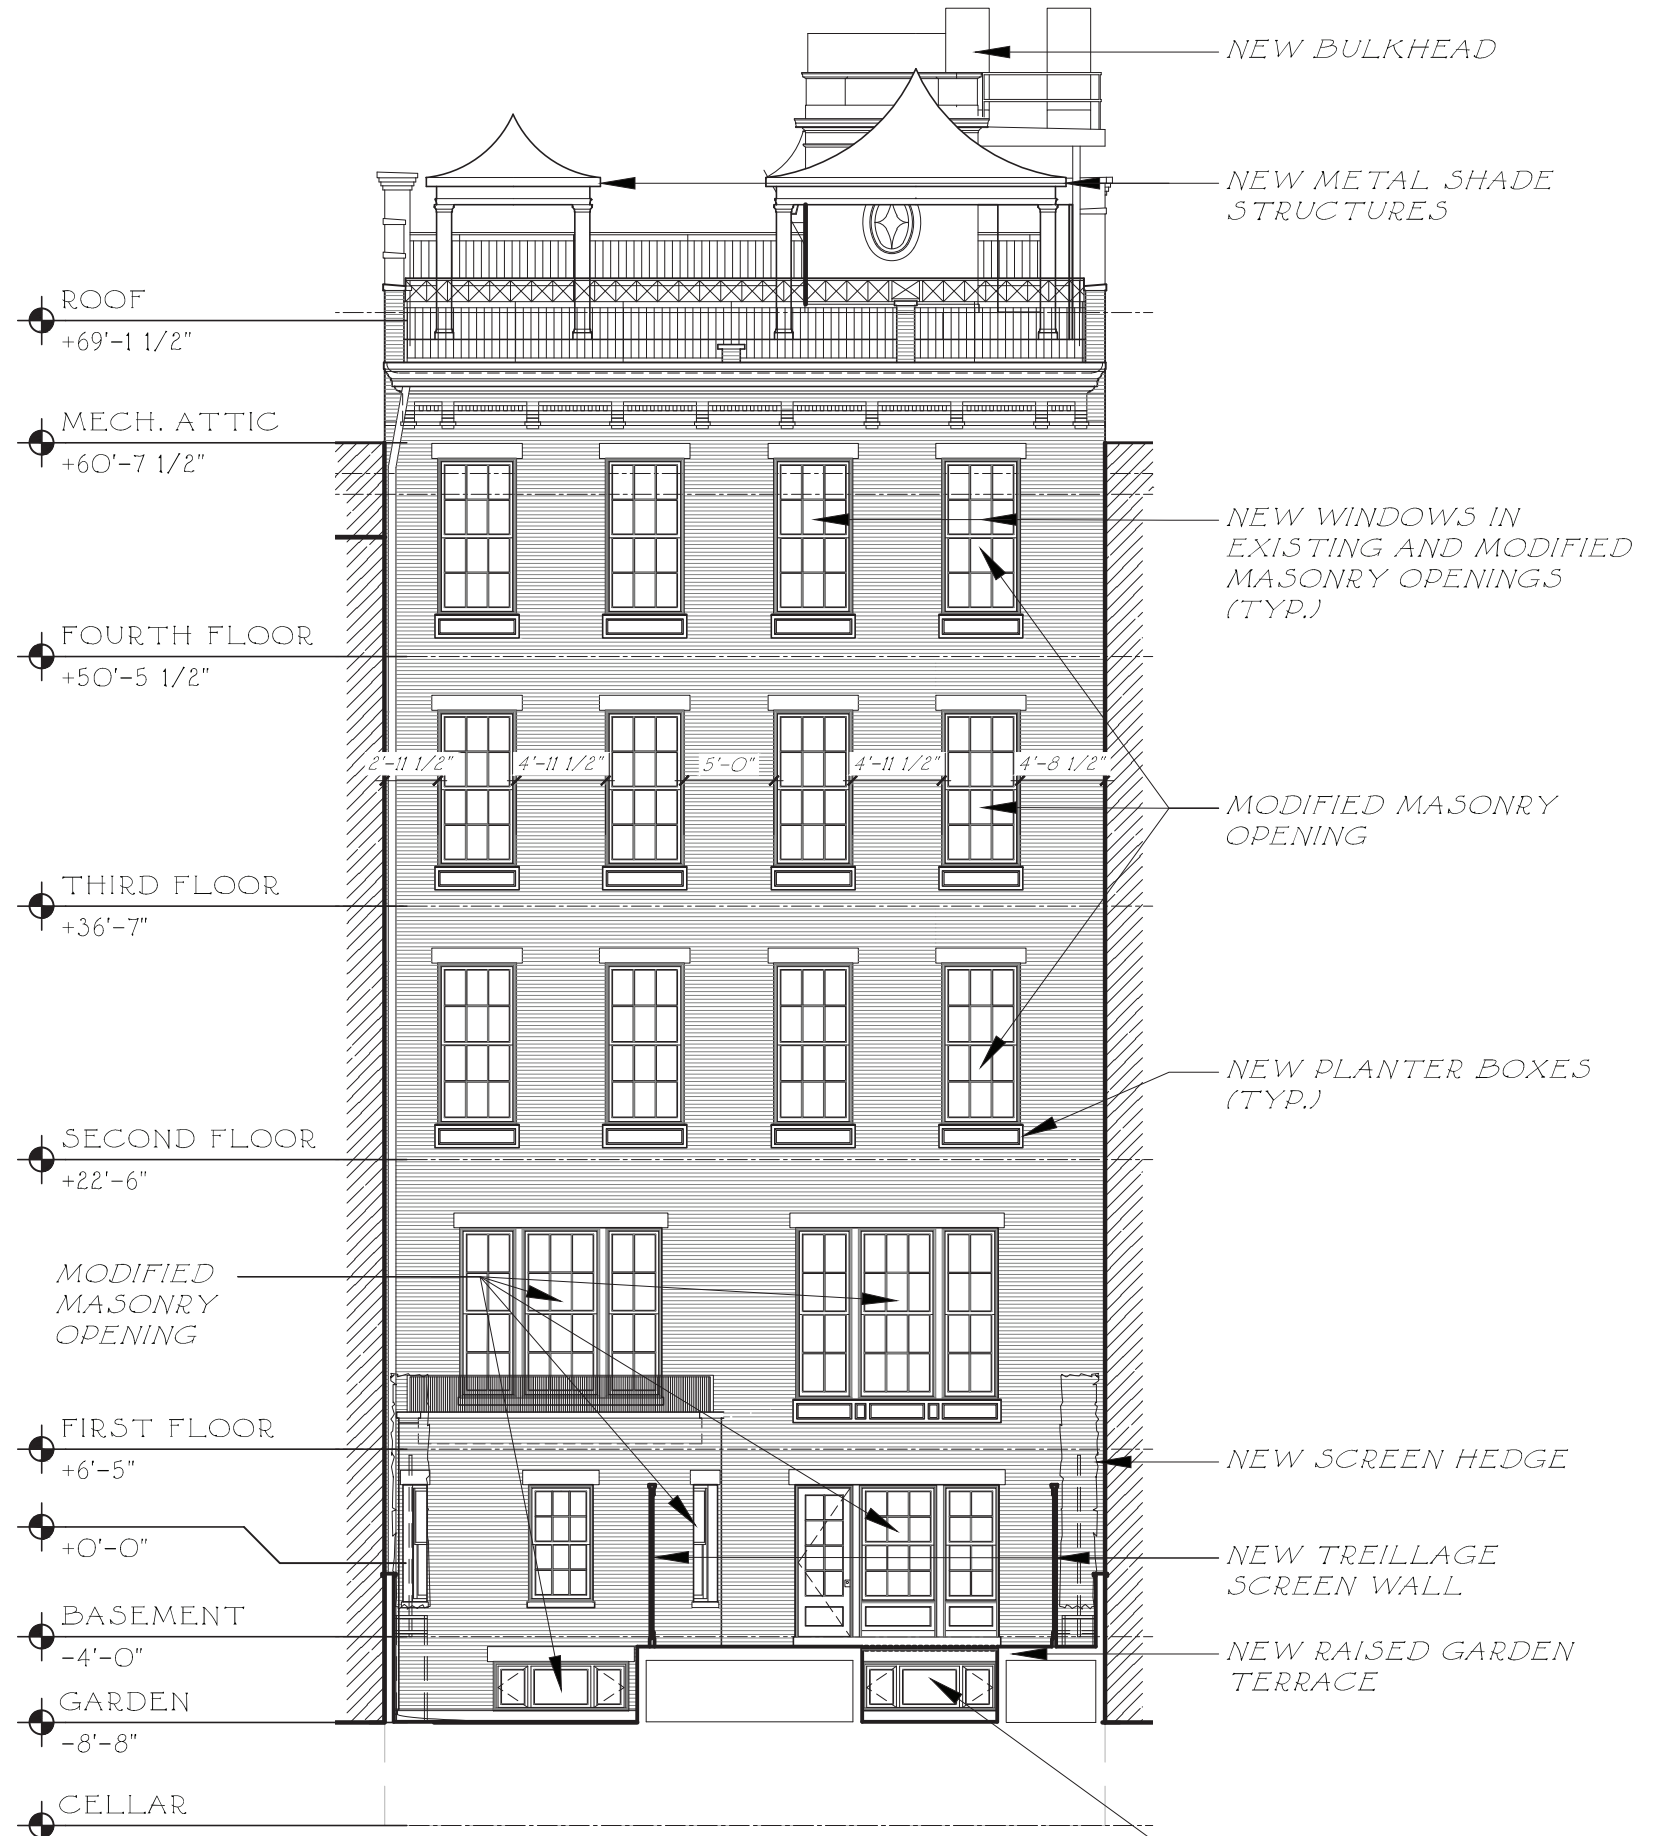 NEW BULKHEAD
NEW METAL SHADE
STRUCTURES
ROOF
+69'-1 1/2"
MECH. ATTIC
+60'-7 1/2"
NEW WINDOWS IN
EXISTING AND MODIFIED
MASONRY OPENINGS
(TYP.)
FOURTH FLOOR
+50'-5 1/2"
2'-11 1/2"
4'-11 1/2"
5'-0"
4'-11 1/2"
4'-8 1/2"
MODIFIED MASONRY
OPENING
THIRD FLOOR
+36'-7"
NEW PLANTER BOXES
(TYP.)
SECOND FLOOR
+22'-6"
MODIFIED
MASONRY
OPENING
FIRST FLOOR
+6'-5"
NEW SCREEN HEDGE
+0'-0"
NEW TREILLAGE
SCREEN WALL
BASEMENT
-4'-0"
NEW RAISED GARDEN
TERRACE
GARDEN
-8'-8"
CELLAR